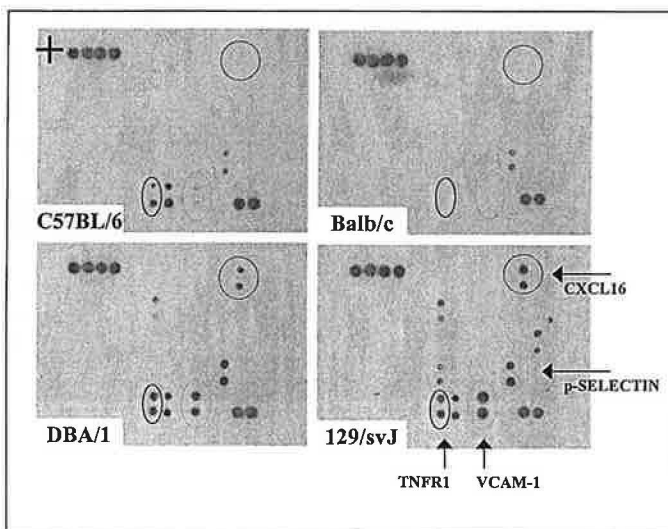 C57BL/6
Balb/c
CXCL16
p-SELECTIN
DBA/1
129/svJ
TNFR1
VCAM-1